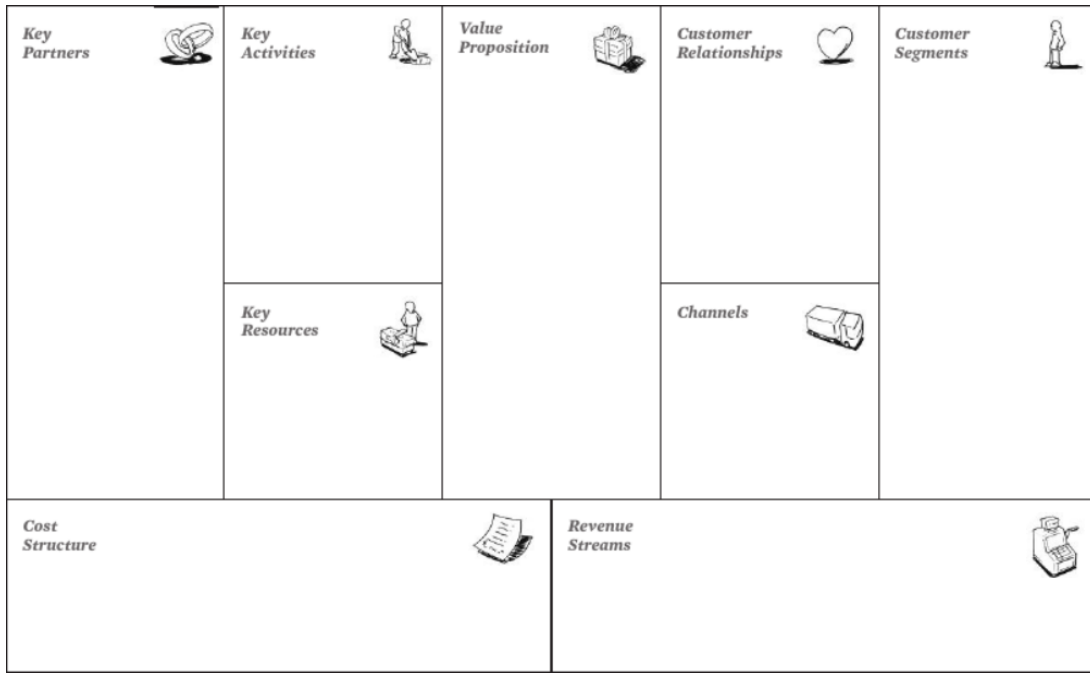 Key
Partners
Key
Activities
Value
Proposition
Customer
Relationships
Customer
Segments
Key
Resources
Channels
Cost
Structure
Revenue
Streams